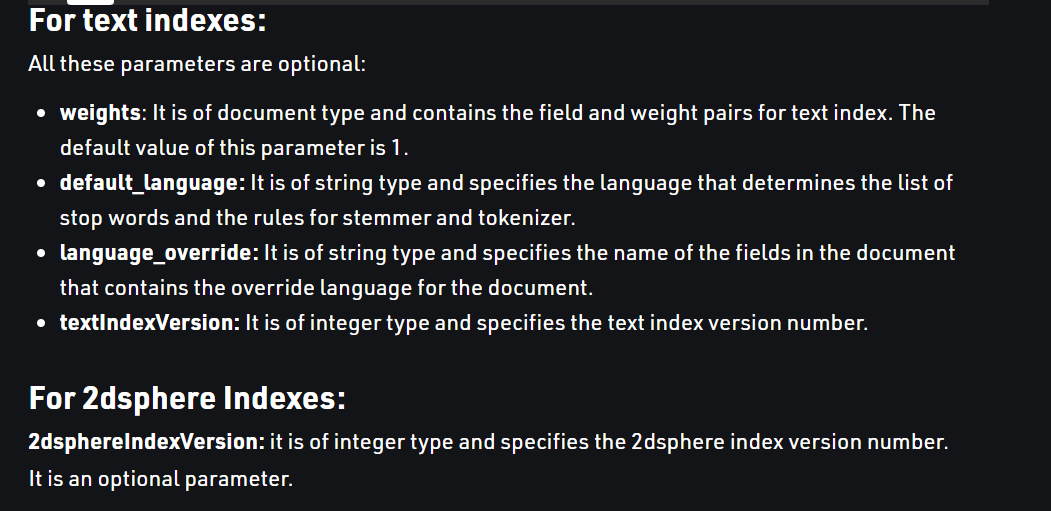 For text indexes:
All these parameters are optional:
• weights: It is of document type and contains the field and weight pairs for text index. The
default value of this parameter is 1.
• default_language: It is of string type and specifies the language that determines the list of
stop words and the rules for stemmer and tokenizer.
• language_override: It is of string type and specifies the name of the fields in the document
that contains the override language for the document.
• textIndexVersion: It is of integer type and specifies the text index version number.
For 2dsphere Indexes:
2dsphereIndexVersion: it is of integer type and specifies the 2dsphere index version number.
It is an optional parameter.